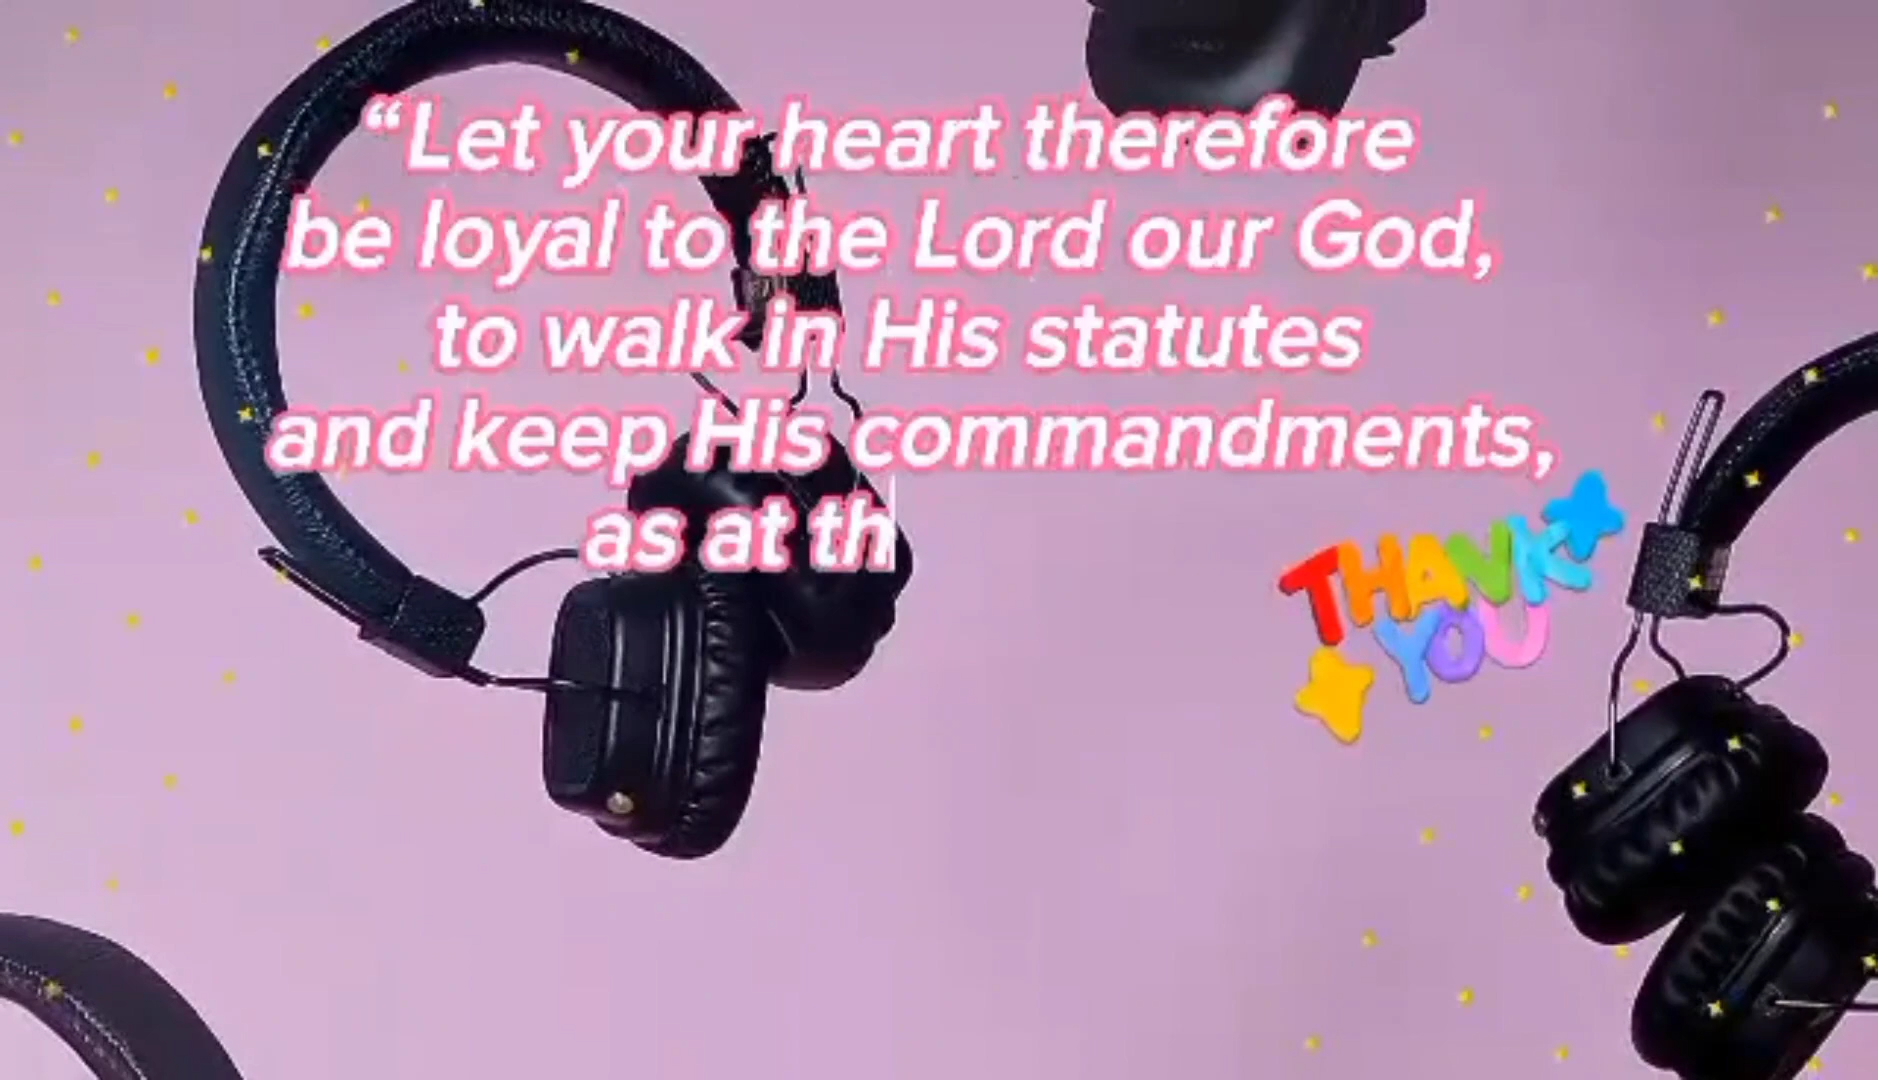 “Let your heart therefore
be loyal to the Lord our God,
to walk in His statutes
and keep His commandments,
as at th
THANK
YOU